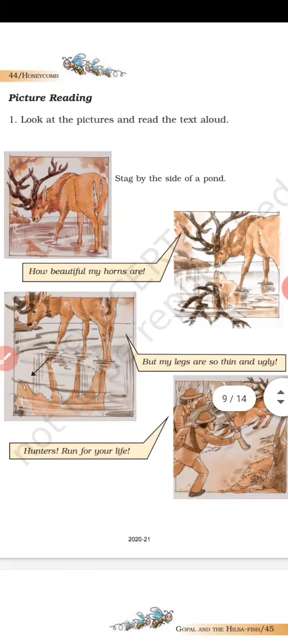 44/HONEYCOMB
Picture Reading
1. Look at the pictures and read the text aloud.
Stag by the side of a pond.
How beautiful my horns are!
But my legs are so thin and ugly!
9 / 14
Hunters! Run for your life!
2020-21
GOPAL AND THE HILSA-FISH/45